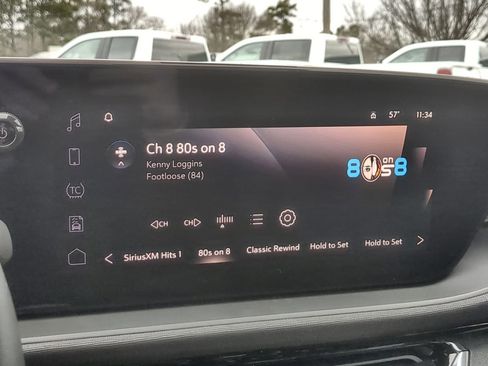 57° 11:34
Ch 8 80s on 8
Kenny Loggins
Footloose (84)
80s on 8
TC
CH CH
SiriusXM Hits 1 80s on 8 Classic Rewind Hold to Set Hold to Set